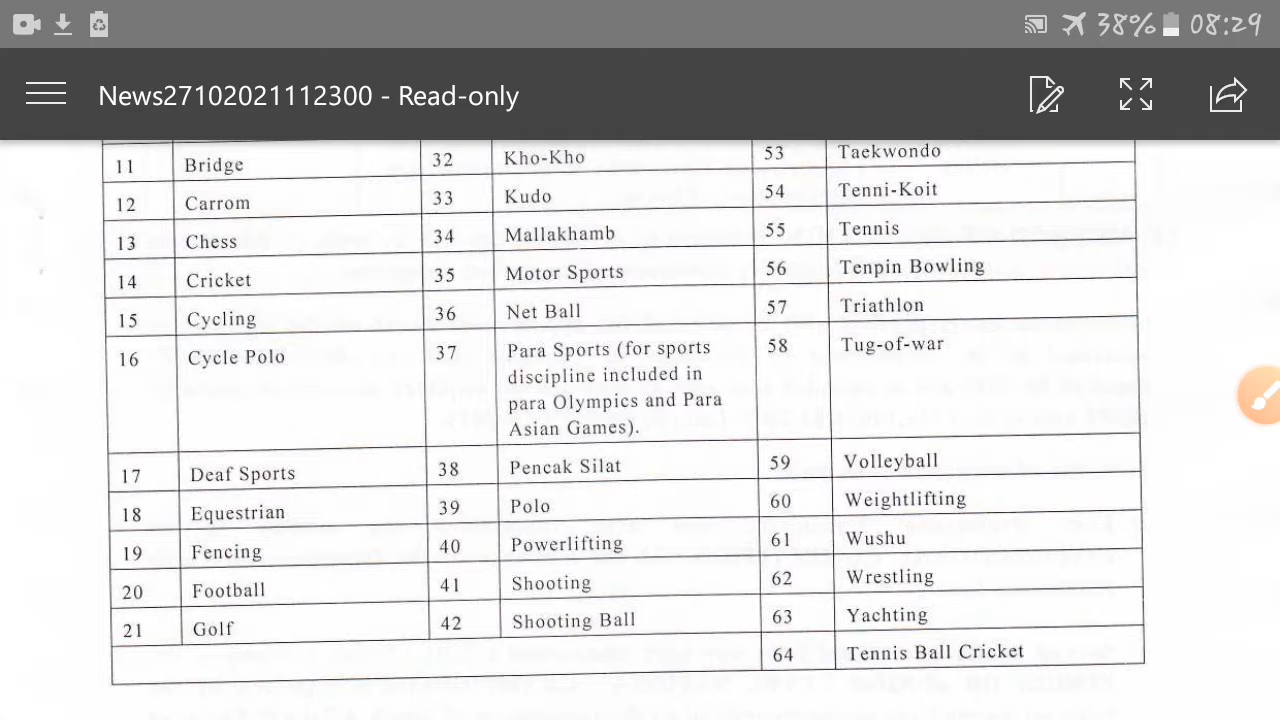 38% 08:29
News27102021112300 - Read-only
11 Bridge 32 Kho-Kho 53 Taekwondo
12 Carrom 33 Kudo 54 Tenni-Koit
13 Chess 34 Mallakhamb 55 Tennis
14 Cricket 35 Motor Sports 56 Tenpin Bowling
15 Cycling 36 Net Ball 57 Triathlon
16 Cycle Polo 37 Para Sports (for sports 58 Tug-of-war
discipline included in
para Olympics and Para
Asian Games).
17 Deaf Sports 38 Pencak Silat 59 Volleyball
18 Equestrian 39 Polo 60 Weightlifting
19 Fencing 40 Powerlifting 61 Wushu
20 Football 41 Shooting 62 Wrestling
21 Golf 42 Shooting Ball 63 Yachting
64 Tennis Ball Cricket